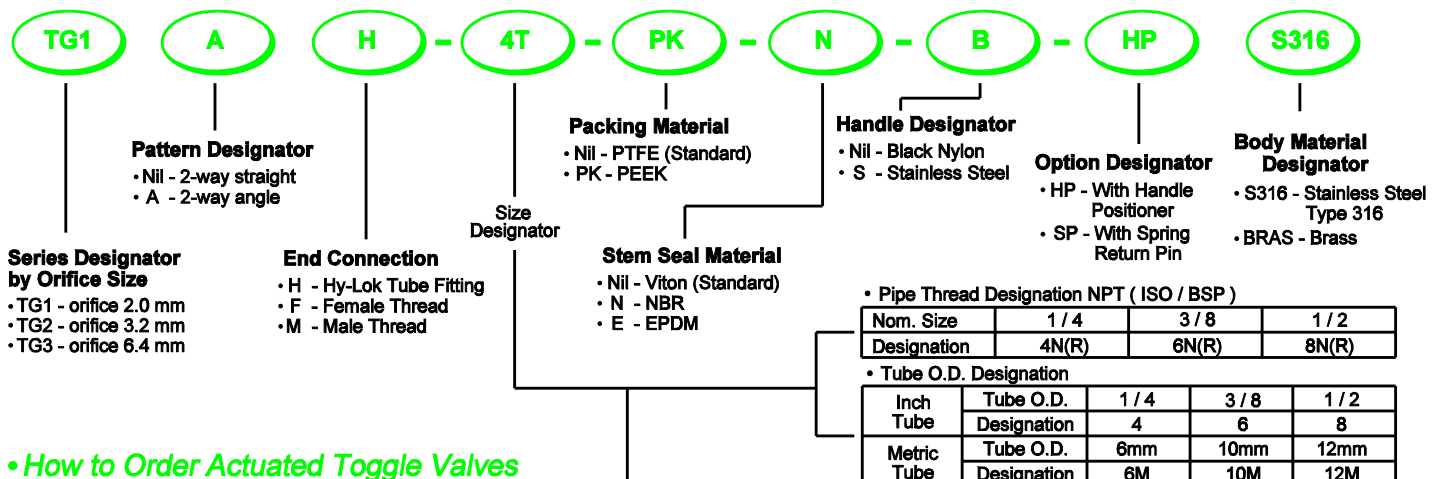 TG1 A H - 4T - PK - N - B - HP S316
Pattern Designator
• Nil - 2-way straight
• A - 2-way angle
Series Designator
by Orifice Size
• TG1 - orifice 2.0 mm
• TG2 - orifice 3.2 mm
• TG3 - orifice 6.4 mm
End Connection
• H - Hy-Lok Tube Fitting
• F - Female Thread
• M - Male Thread
Size
Designator
Packing Material
• Nil - PTFE (Standard)
• PK - PEEK
Stem Seal Material
• Nil - Viton (Standard)
• N - NBR
• E - EPDM
Handle Designator
• Nil - Black Nylon
• S - Stainless Steel
Option Designator
• HP - With Handle
Positioner
• SP - With Spring
Return Pin
Body Material
Designator
• S316 - Stainless Steel
Type 316
• BRAS - Brass
• Pipe Thread Designation NPT ( ISO / BSP )
Nom. Size 1 / 4 3 / 8 1 / 2
Designation 4N(R) 6N(R) 8N(R)
• Tube O.D. Designation
Inch
Tube
Tube O.D. 1 / 4 3 / 8 1 / 2
Designation 4 6 8
Metric
Tube
Tube O.D. 6mm 10mm 12mm
Designation 6M 10M 12M
• How to Order Actuated Toggle Valves